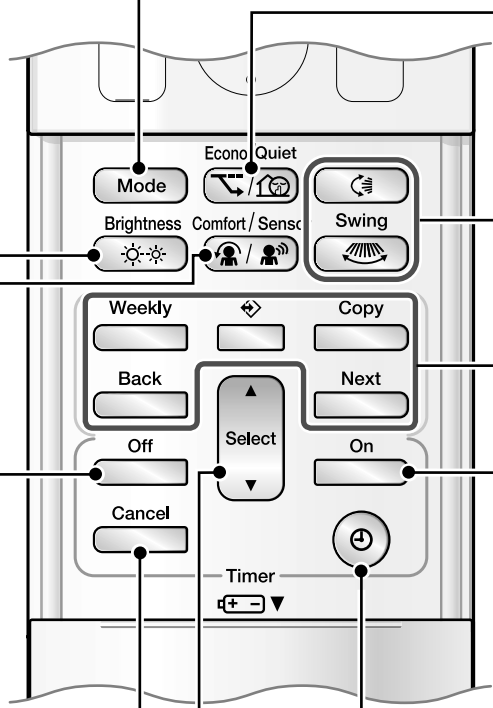 Econo Quiet
Mode
Swing
Brightness
Comfort / Sensor
Weekly
Copy
Back
Next
Select
Off
On
Cancel
Timer